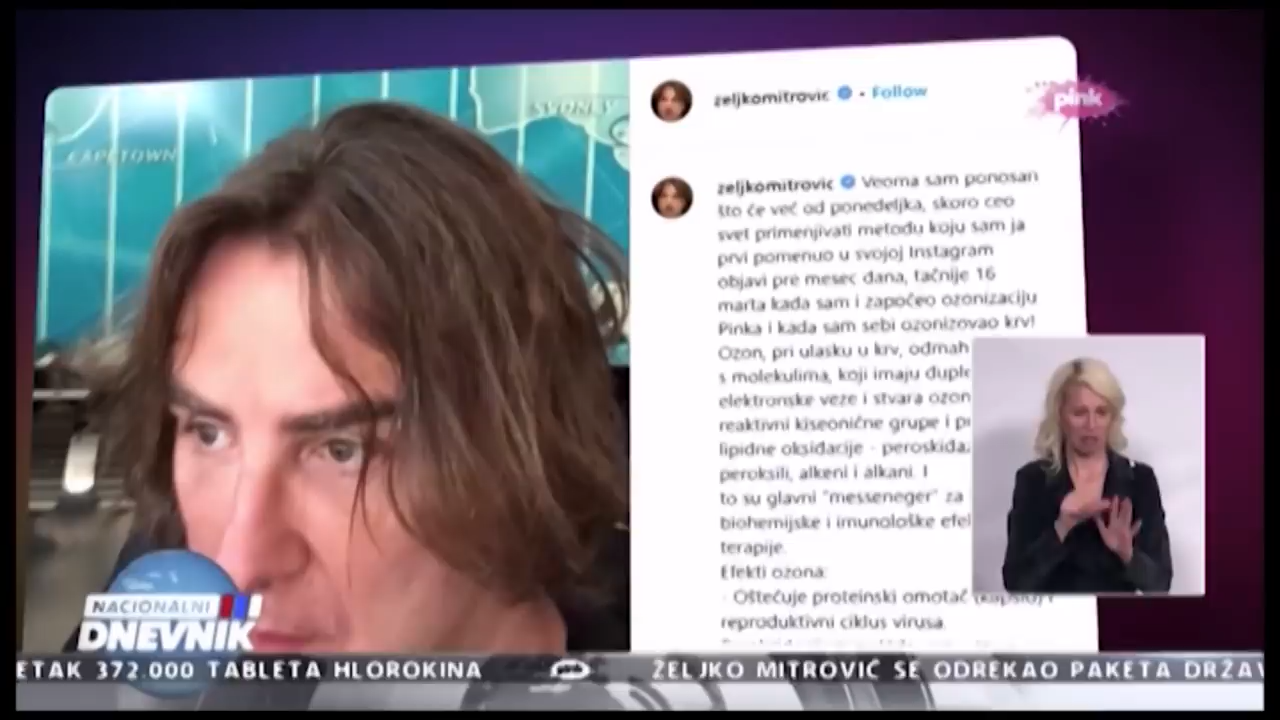 CAPETOWN
SYDNEY
zeljkomitrovic • Follow
pink
zeljkomitrovic Veoma sam ponosan
što će već od ponedeljka, skoro ceo
svet primenjivati metodu koju sam ja
prvi pomenuo u svojoj Instagram
objavi pre mesec dana, tačnije 16
marta kada sam i započeo ozonizaciju
Pinka i kada sam sebi ozonizovao krv!
Ozon, pri ulasku u krv, odmah
s molekulima, koji imaju duple
elektronske veze i stvara ozon
reaktivni kiseonične grupe i
lipidne oksidacije - peroksida,
peroksili, alkeni i alkani. I
to su glavni "messeneger" za
biohemijske i imunološke
terapije.
Efekti ozona:
- Oštećuje proteinski omotač (kapsid) i
reproduktivni ciklus virusa.
NACIONALNI
DNEVNIK
ETAK 372.000 TABLETA HLOROKINA ŽELJKO MITROVIĆ SE ODREKAO PAKETA DRŽAV